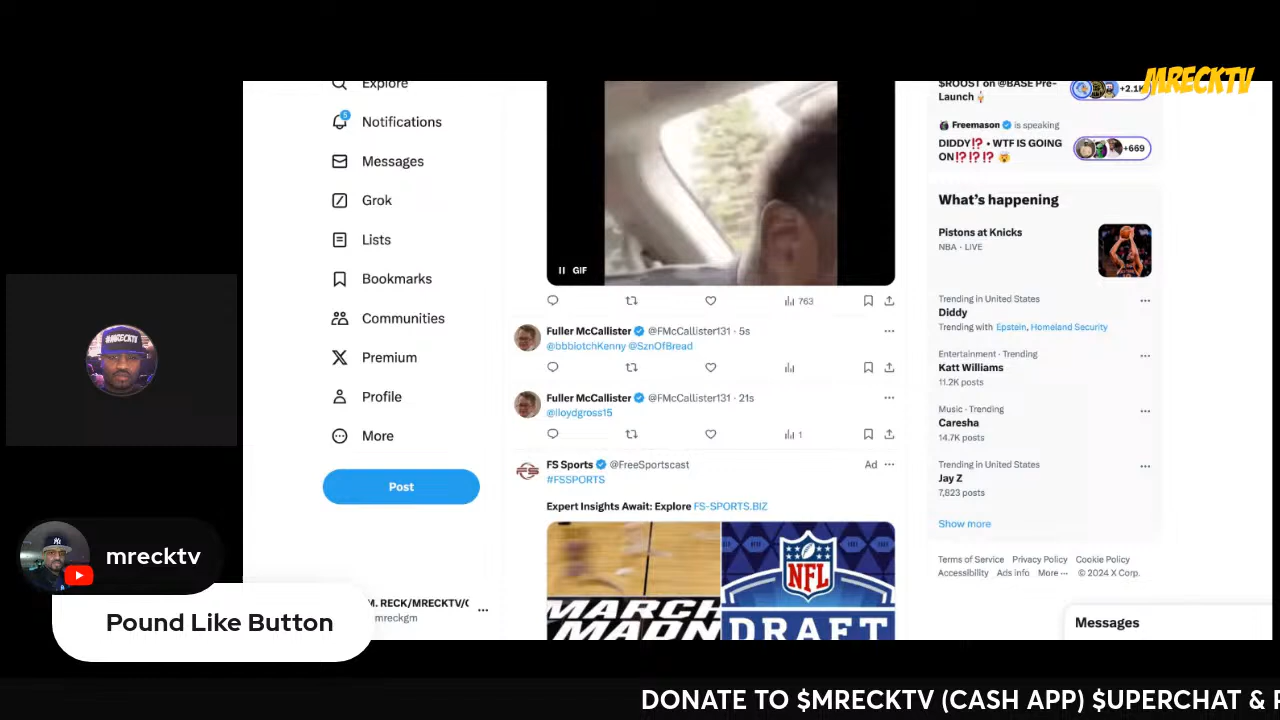 MRECKTV
Explore
5
Notifications
Messages
Grok
Lists
Bookmarks
Communities
Premium
Profile
More
Post
M. RECK/MRECKTV/
mreckgm
mrecktv
Pound Like Button
GIF
763
Fuller McCallister @FMcCallister131 · 5s
@bbbiotchKenny @SznOfBread
Fuller McCallister @FMcCallister131 · 21s
@lloydgross15
1
FS Sports @FreeSportscast
Ad
#FSSPORTS
Expert Insights Await: Explore FS-SPORTS.BIZ
MARCH
MADN
NFL
DRAFT
$ROOST on @BASE Pre-
Launch
Freemason is speaking
DIDDY⁉️ • WTF IS GOING
ON⁉️⁉️⁉️ 🤯
+669
What's happening
Pistons at Knicks
NBA · LIVE
Trending in United States
Diddy
Trending with Epstein, Homeland Security
Entertainment · Trending
Katt Williams
11.2K posts
Music · Trending
Caresha
14.7K posts
Trending in United States
Jay Z
7,823 posts
Show more
Terms of Service Privacy Policy Cookie Policy
Accessibility Ads info More ··· © 2024 X Corp.
Messages
DONATE TO $MRECKTV (CASH APP) $UPERCHAT &